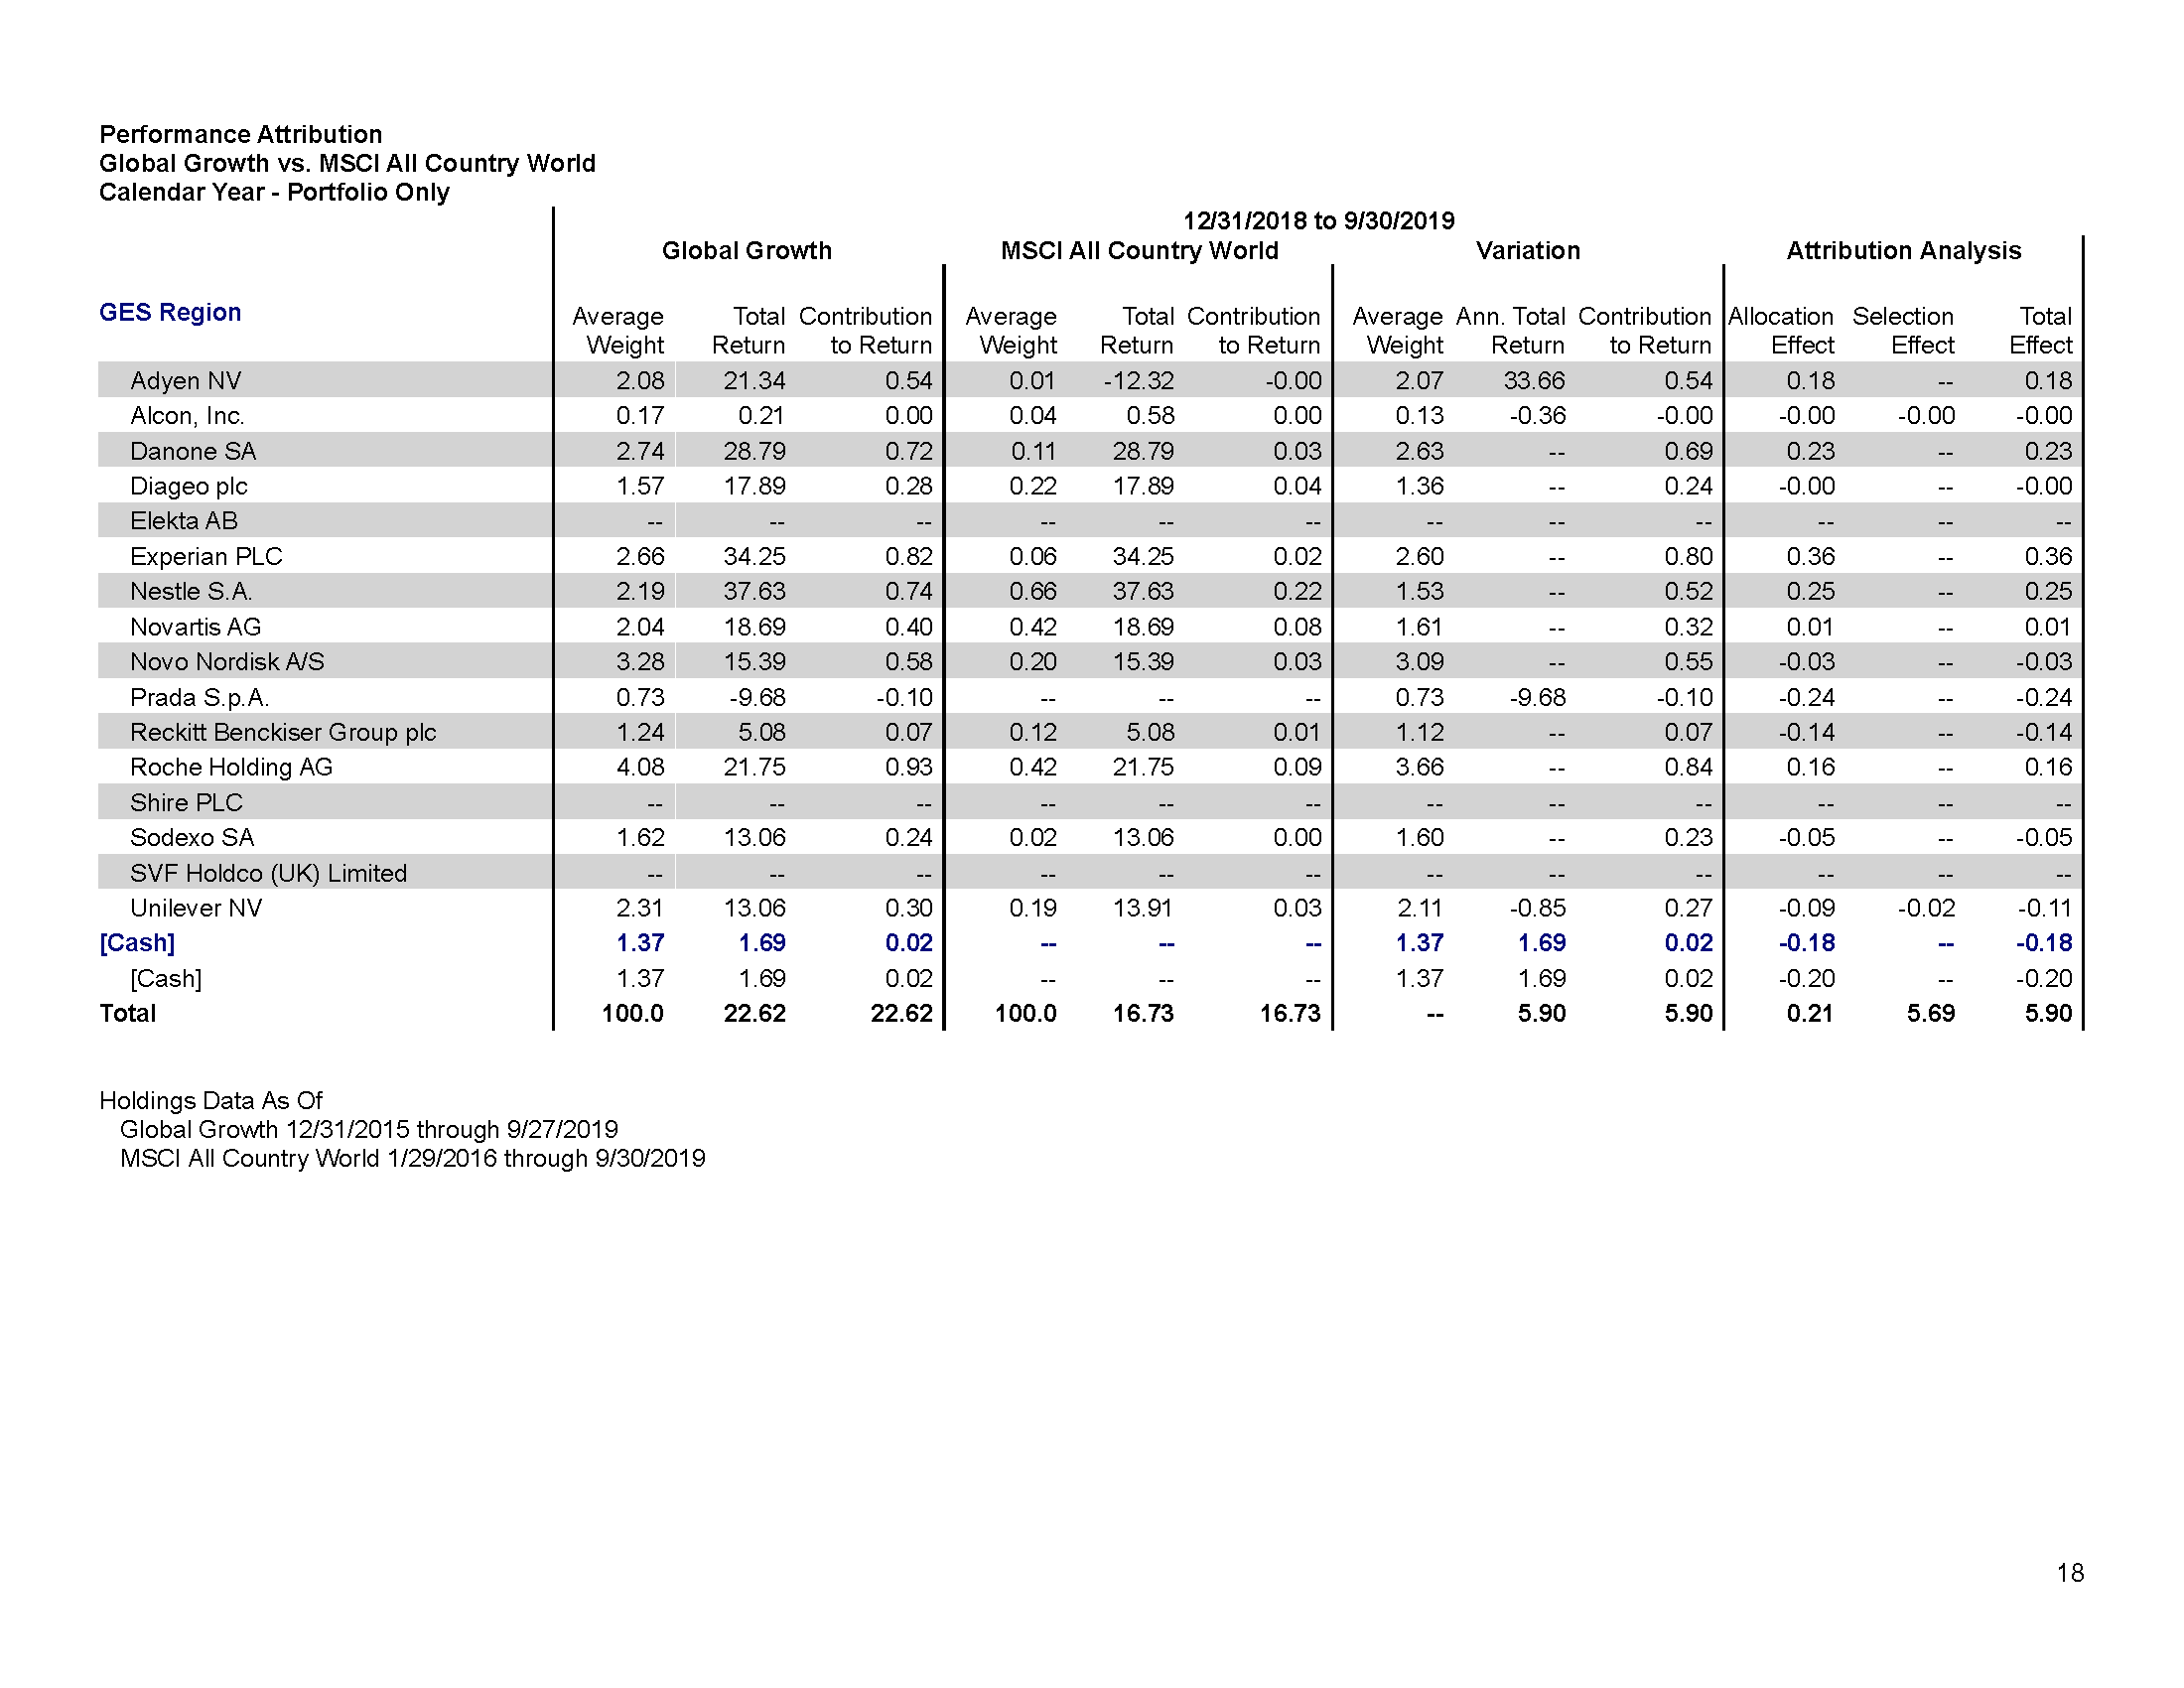 Performance Attribution
Global Growth vs. MSCI All Country World
Calendar Year - Portfolio Only
12/31/2018 to 9/30/2019
Global Growth MSCI All Country World Variation Attribution Analysis
GES Region Average Total Contribution Average Total Contribution Average Ann. Total Contribution Allocation Selection Total
Weight Return to Return Weight Return to Return Weight Return to Return Effect Effect Effect
Adyen NV 2.08 21.34 0.54 0.01 -12.32 -0.00 2.07 33.66 0.54 0.18 -- 0.18
Alcon, Inc. 0.17 0.21 0.00 0.04 0.58 0.00 0.13 -0.36 -0.00 -0.00 -0.00 -0.00
Danone SA 2.74 28.79 0.72 0.11 28.79 0.03 2.63 -- 0.69 0.23 -- 0.23
Diageo plc 1.57 17.89 0.28 0.22 17.89 0.04 1.36 -- 0.24 -0.00 -- -0.00
Elekta AB -- -- -- -- -- -- -- -- -- -- -- --
Experian PLC 2.66 34.25 0.82 0.06 34.25 0.02 2.60 -- 0.80 0.36 -- 0.36
Nestle S.A. 2.19 37.63 0.74 0.66 37.63 0.22 1.53 -- 0.52 0.25 -- 0.25
Novartis AG 2.04 18.69 0.40 0.42 18.69 0.08 1.61 -- 0.32 0.01 -- 0.01
Novo Nordisk A/S 3.28 15.39 0.58 0.20 15.39 0.03 3.09 -- 0.55 -0.03 -- -0.03
Prada S.p.A. 0.73 -9.68 -0.10 -- -- -- 0.73 -9.68 -0.10 -0.24 -- -0.24
Reckitt Benckiser Group plc 1.24 5.08 0.07 0.12 5.08 0.01 1.12 -- 0.07 -0.14 -- -0.14
Roche Holding AG 4.08 21.75 0.93 0.42 21.75 0.09 3.66 -- 0.84 0.16 -- 0.16
Shire PLC -- -- -- -- -- -- -- -- -- -- -- --
Sodexo SA 1.62 13.06 0.24 0.02 13.06 0.00 1.60 -- 0.23 -0.05 -- -0.05
SVF Holdco (UK) Limited -- -- -- -- -- -- -- -- -- -- -- --
Unilever NV 2.31 13.06 0.30 0.19 13.91 0.03 2.11 -0.85 0.27 -0.09 -0.02 -0.11
[Cash] 1.37 1.69 0.02 -- -- -- 1.37 1.69 0.02 -0.18 -- -0.18
[Cash] 1.37 1.69 0.02 -- -- -- 1.37 1.69 0.02 -0.20 -- -0.20
Total 100.0 22.62 22.62 100.0 16.73 16.73 -- 5.90 5.90 0.21 5.69 5.90
Holdings Data As Of
Global Growth 12/31/2015 through 9/27/2019
MSCI All Country World 1/29/2016 through 9/30/2019
18